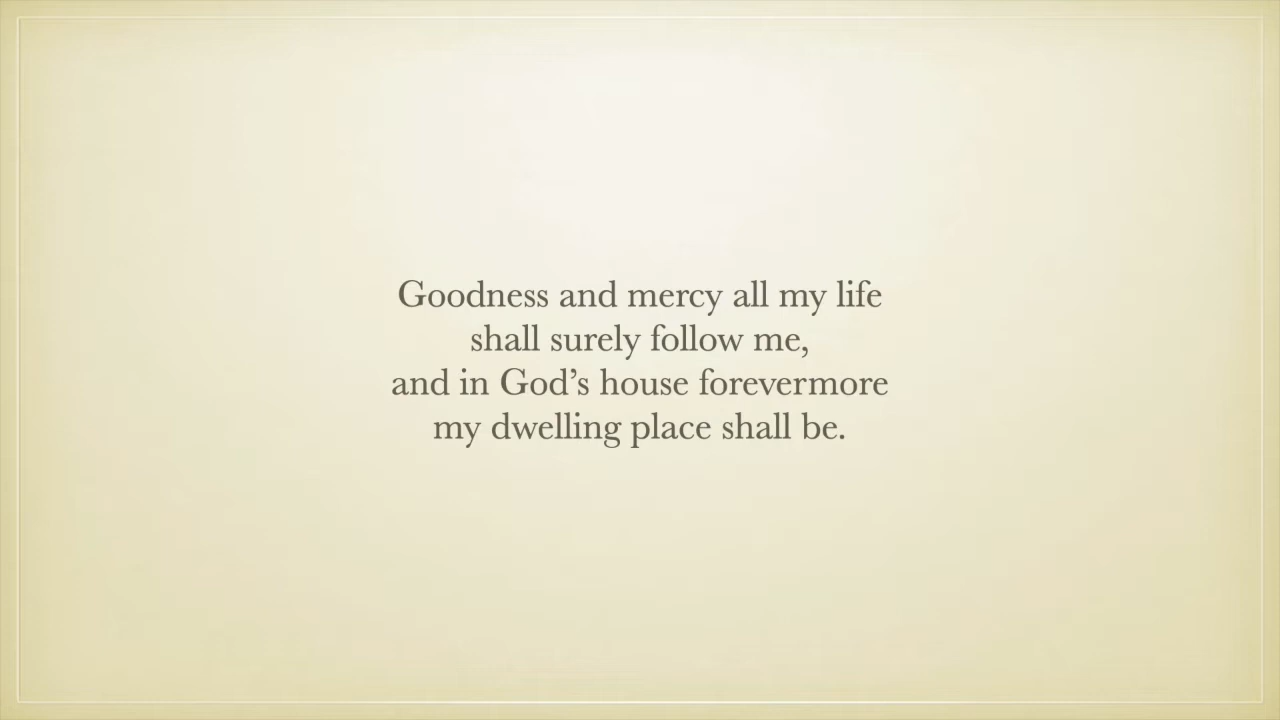 Goodness and mercy all my life
shall surely follow me,
and in God’s house forevermore
my dwelling place shall be.